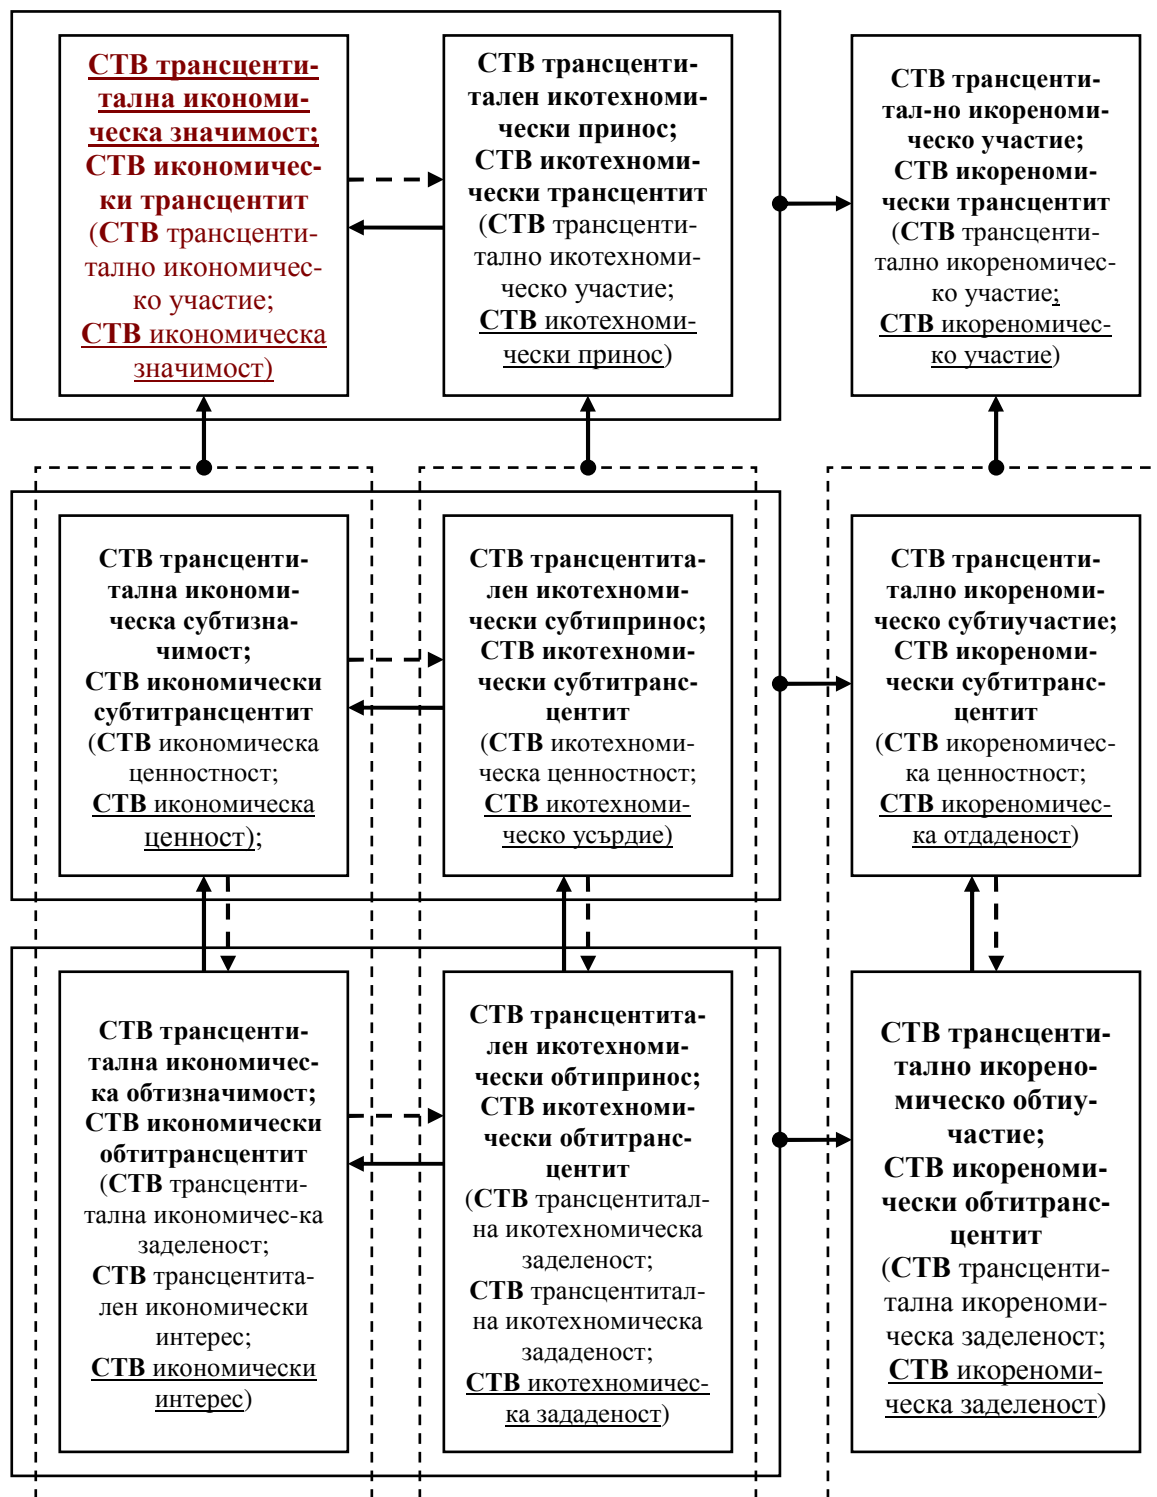 СТВ трансценти-
тална икономи-
ческа значимост;
СТВ икономичес-
ки трансцентит
(СТВ трансценти-
тално икономичес-
ко участие;
СТВ икономическа
значимост)
СТВ трансценти-
тален икотехноми-
чески принос;
СТВ икотехноми-
чески трансцентит
(СТВ трансценти-
тално икотехноми-
ческо участие;
СТВ икотехноми-
чески принос)
СТВ трансценти-
тал-но икореноми-
ческо участие;
СТВ икореноми-
чески трансцентит
(СТВ трансценти-
тално икореномичес-
ко участие;
СТВ икореномичес-
ко участие)
СТВ трансценти-
тална икономи-
ческа субтизна-
чимост;
СТВ икономически
субтитрансцентит
(СТВ икономическа
ценностност;
СТВ икономическа
ценност);
СТВ трансцентита-
лен икотехноми-
чески субтипринос;
СТВ икотехноми-
чески субтитранс-
центит
(СТВ икотехноми-
ческа ценностност;
СТВ икотехноми-
ческо усърдие)
СТВ трансценти-
тално икореноми-
ческо субтиучастие;
СТВ икореноми-
чески субтитранс-
центит
(СТВ икореномичес-
ка ценностност;
СТВ икореномичес-
ка отдаденост)
СТВ трансценти-
тална икономичес-
ка обтизначимост;
СТВ икономически
обтитрансцентит
(СТВ трансценти-
тална икономичес-ка
заделеност;
СТВ трансцентита-
лен икономически
интерес;
СТВ икономически
интерес)
СТВ трансцентита-
лен икотехноми-
чески обтипринос;
СТВ икотехноми-
чески обтитранс-
центит
(СТВ трансцентитал-
на икотехномическа
заделеност;
СТВ трансцентитал-
на икотехномическа
зададеност;
СТВ икотехномичес-
ка зададеност)
СТВ трансценти-
тално икорено-
мическо обтиу-
частие;
СТВ икореноми-
чески обтитранс-
центит
(СТВ трансценти-
тална икореноми-
ческа заделеност;
СТВ икореноми-
ческа заделеност)